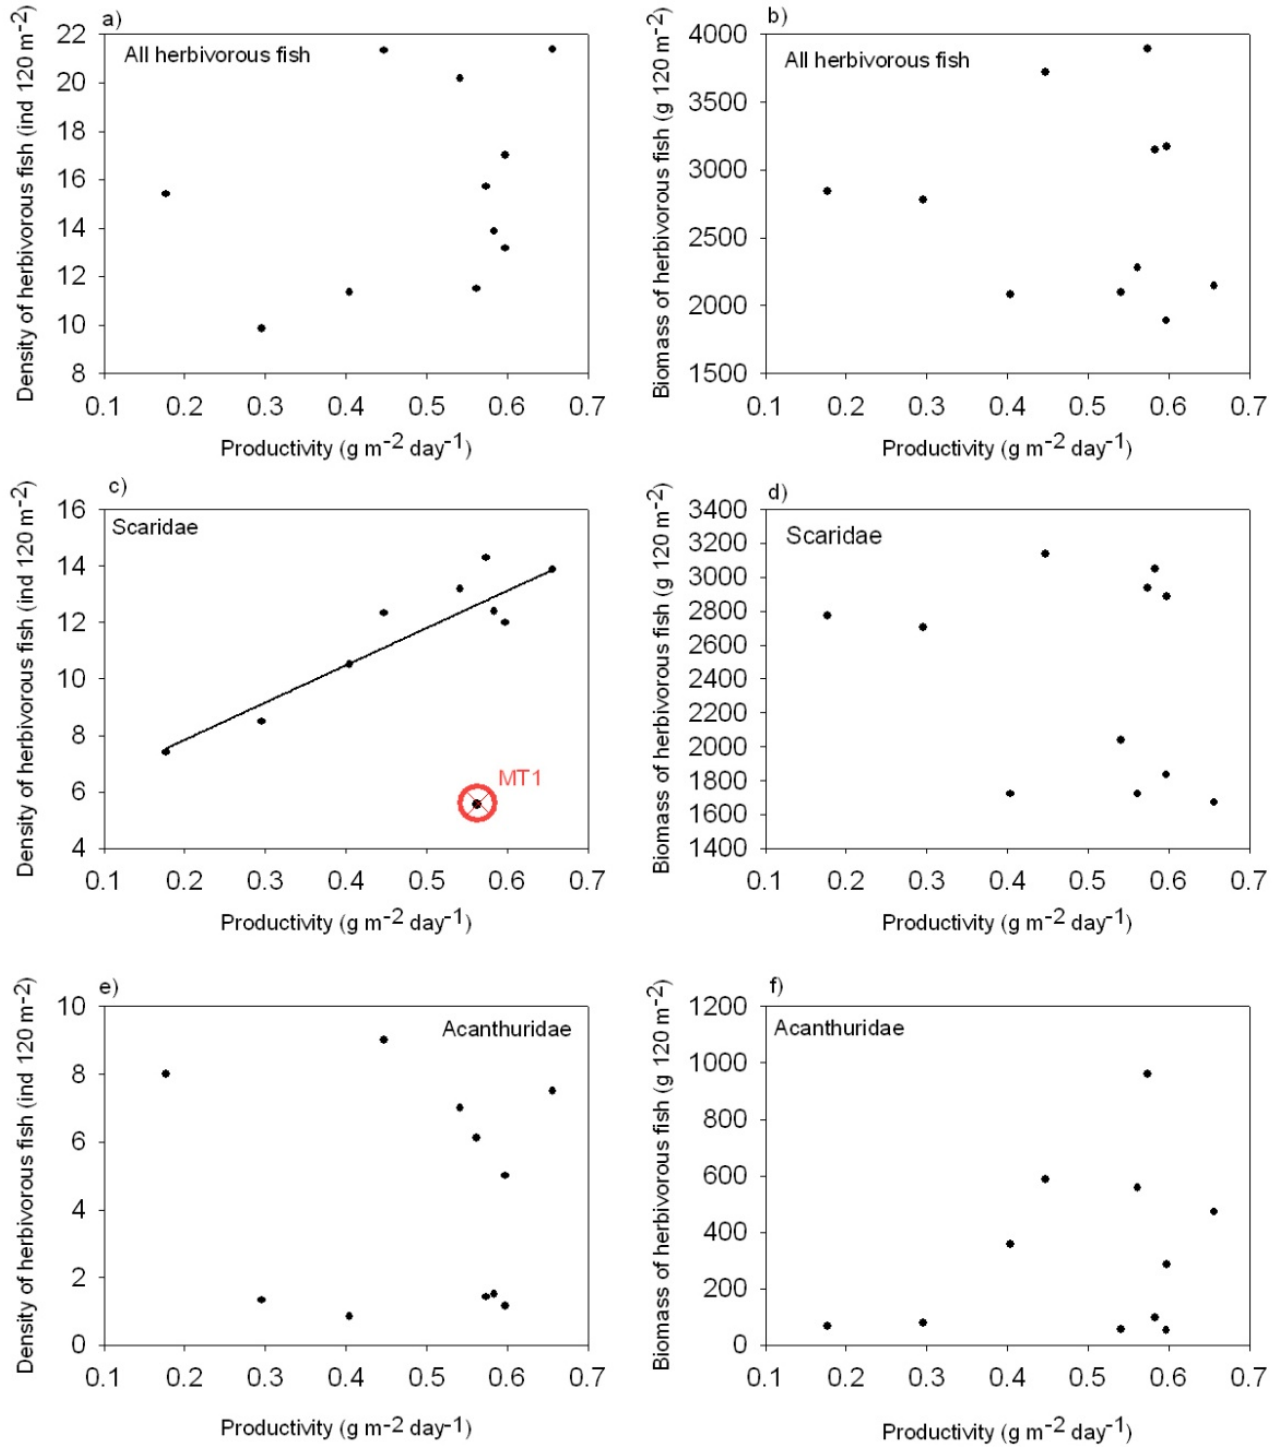 a)
All herbivorous fish
Density of herbivorous fish (ind 120 m-2)
22
20
18
16
14
12
10
8
0.1 0.2 0.3 0.4 0.5 0.6 0.7
Productivity (g m-2 day-1)
b)
All herbivorous fish
Biomass of herbivorous fish (g 120 m-2)
4000
3500
3000
2500
2000
1500
0.1 0.2 0.3 0.4 0.5 0.6 0.7
Productivity (g m-2 day-1)
c)
Scaridae
Density of herbivorous fish (ind 120 m-2)
16
14
12
10
8
6
4
MT1
0.1 0.2 0.3 0.4 0.5 0.6 0.7
Productivity (g m-2 day-1)
d)
Scaridae
Biomass of herbivorous fish (g 120 m-2)
3400
3200
3000
2800
2600
2400
2200
2000
1800
1600
1400
0.1 0.2 0.3 0.4 0.5 0.6 0.7
Productivity (g m-2 day-1)
e)
Acanthuridae
Density of herbivorous fish (ind 120 m-2)
10
8
6
4
2
0
0.1 0.2 0.3 0.4 0.5 0.6 0.7
Productivity (g m-2 day-1)
f)
Acanthuridae
Biomass of herbivorous fish (g 120 m-2)
1200
1000
800
600
400
200
0
0.1 0.2 0.3 0.4 0.5 0.6 0.7
Productivity (g m-2 day-1)